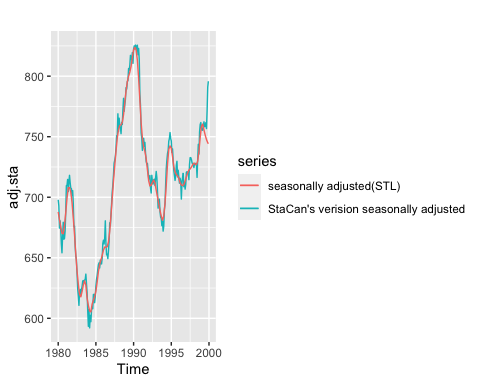 800
750
700
650
600
adj.sta
1980
1985
1990
1995
2000
Time
series
seasonally adjusted(STL)
StaCan's verision seasonally adjusted